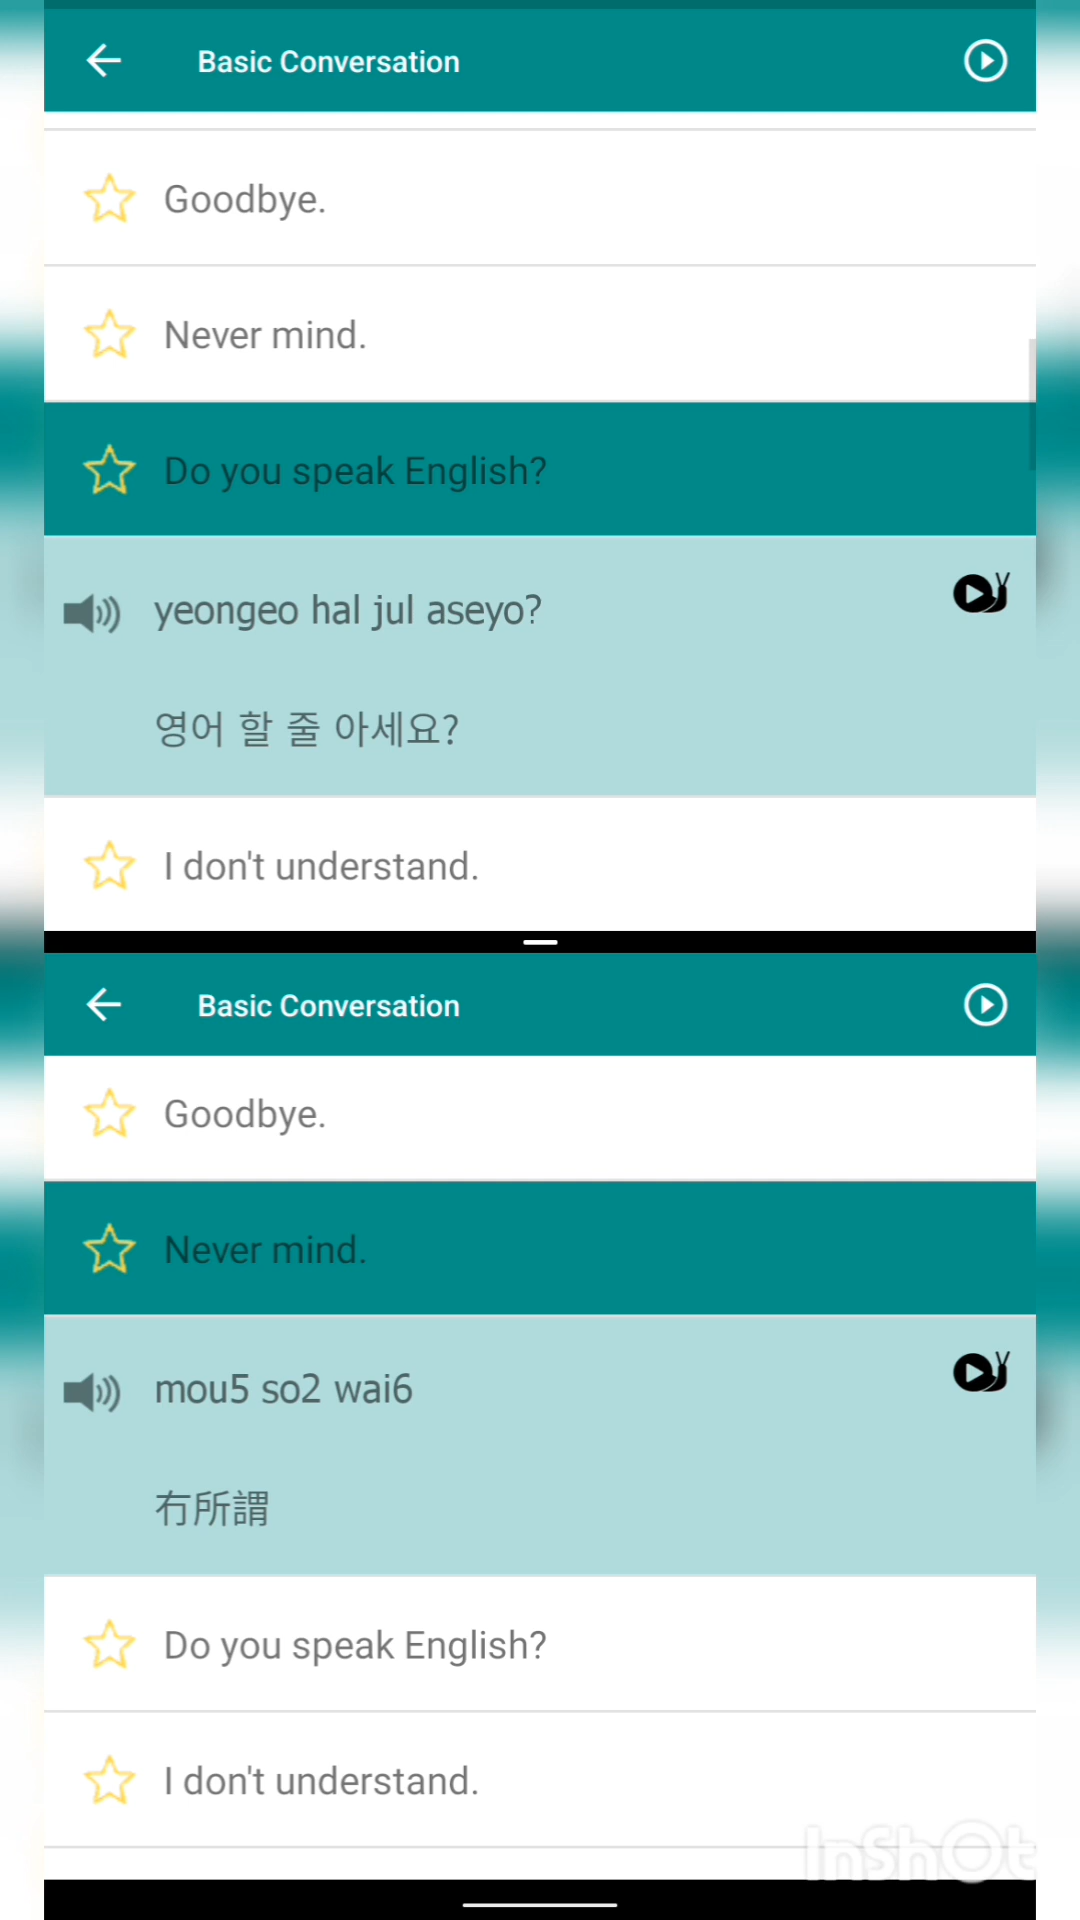 Basic Conversation
Goodbye.
Never mind.
Do you speak English?
yeongeo hal jul aseyo?
영어 할 줄 아세요?
I don't understand.
Basic Conversation
Goodbye.
Never mind.
mou5 so2 wai6
冇所謂
Do you speak English?
I don't understand.
InShOt